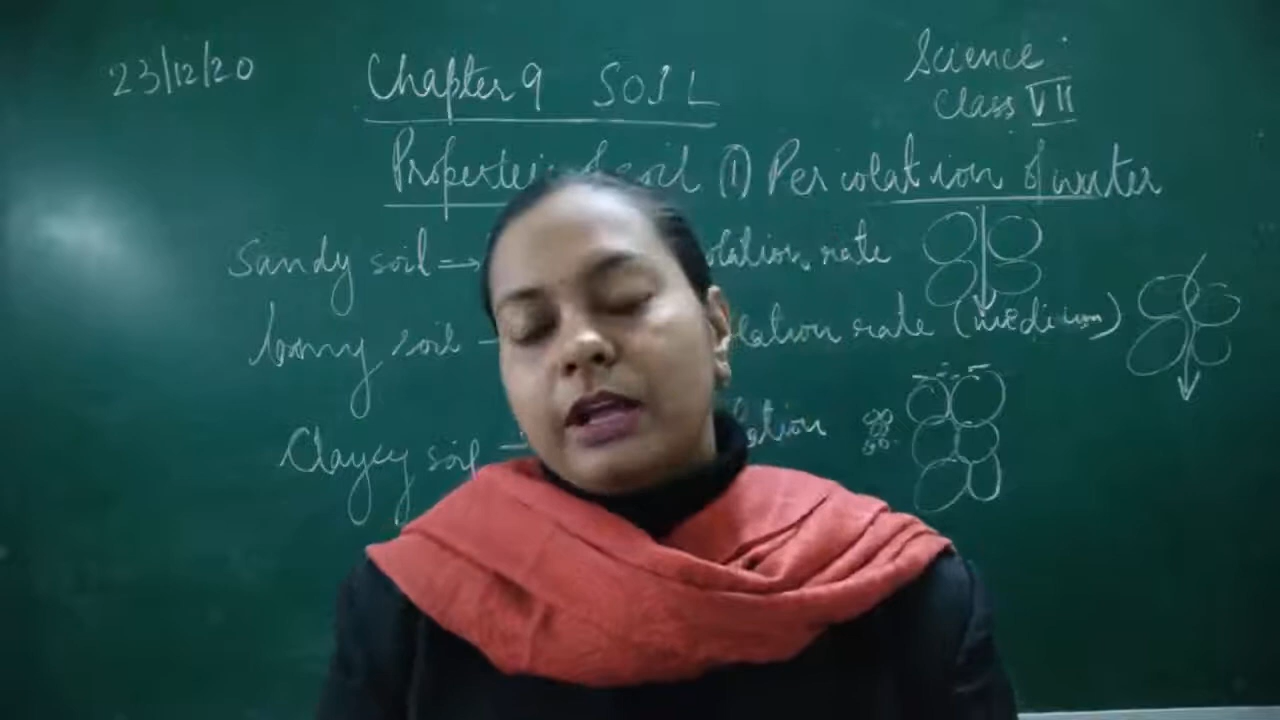 23/12/20
Chapter 9 SOIL
Science
Class VII
Properties of soil ① Percolation of water
Sandy soil ⇒ olation rate
loamy soil - lation rate (medium)
Clayey soil → lation